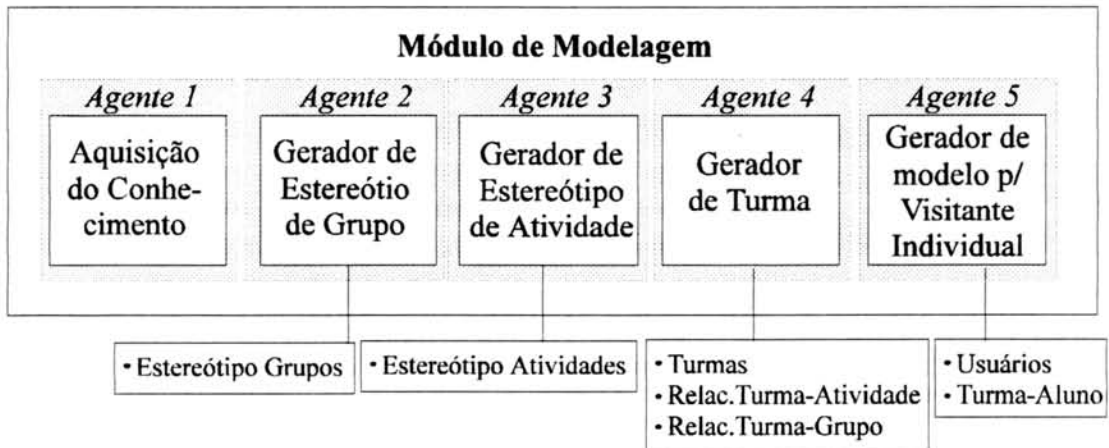 Módulo de Modelagem
Agente 1
Aquisição
do Conhe-
cimento
Agente 2
Gerador de
Estereótio
de Grupo
Agente 3
Gerador de
Estereótipo
de Atividade
Agente 4
Gerador
de Turma
Agente 5
Gerador de
modelo p/
Visitante
Individual
• Estereótipo Grupos
• Estereótipo Atividades
• Turmas
• Relac.Turma-Atividade
• Relac.Turma-Grupo
• Usuários
• Turma-Aluno